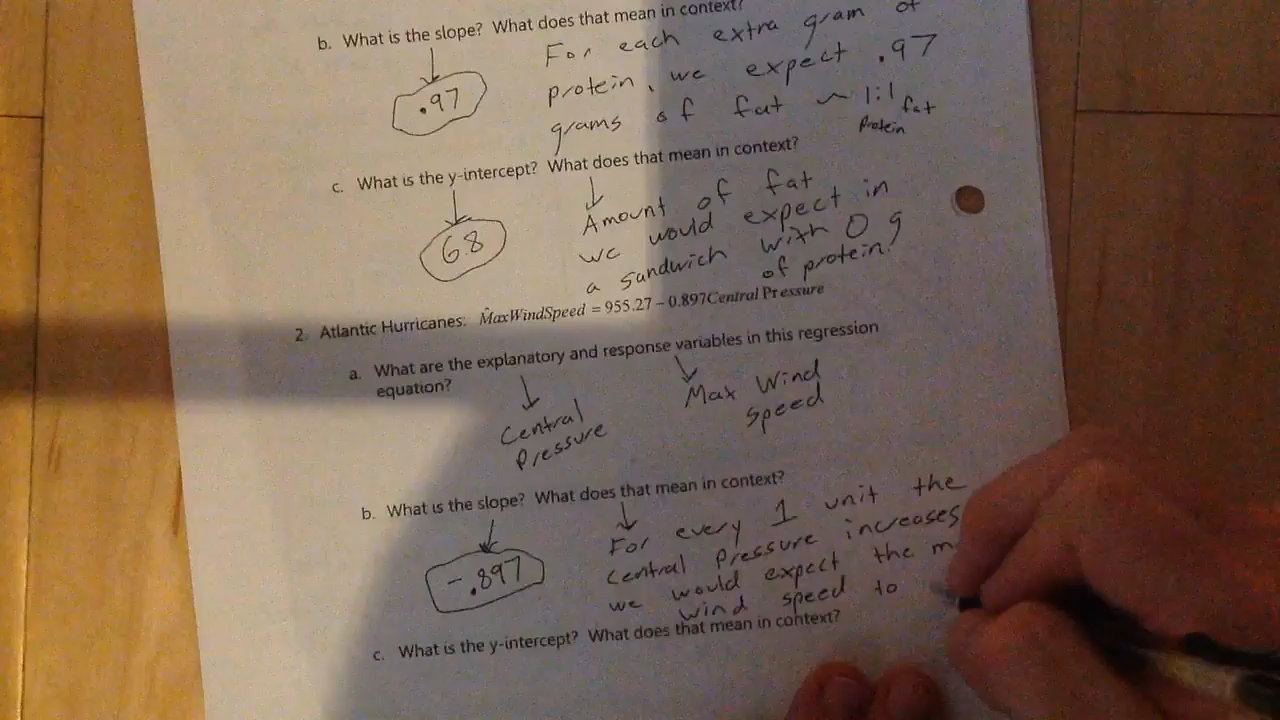 b. What is the slope? What does that mean in context?
.97
For each extra gram of
protein, we expect .97
grams of fat ~ 1:1
Protein fat
c. What is the y-intercept? What does that mean in context?
6.8
Amount of fat
we would expect in
a sandwich with 0 g
of protein!
2. Atlantic Hurricanes: M̂axWindSpeed = 955.27 – 0.897Central Pressure
a. What are the explanatory and response variables in this regression
equation?
Central
Pressure
Max Wind
Speed
b. What is the slope? What does that mean in context?
-.897
For every 1 unit the
Central Pressure increases
we would expect the m
wind speed to
c. What is the y-intercept? What does that mean in context?